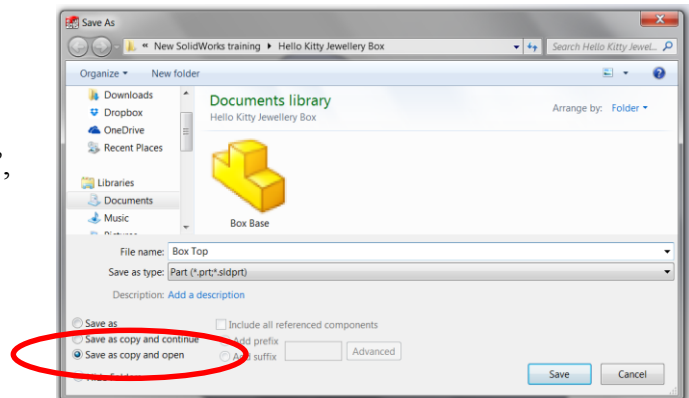 Save As
« New SolidWorks training ▸ Hello Kitty Jewellery Box
Search Hello Kitty Jewel...
Organize
New folder
Downloads
Dropbox
OneDrive
Recent Places
Libraries
Documents
Music
Documents library
Hello Kitty Jewellery Box
Arrange by: Folder
Box Base
,
File name: Box Top
Save as type: Part (*.prt;*.sldprt)
Description: Add a description
Save as
Save as copy and continue
Save as copy and open
Include all referenced components
Add prefix
Add suffix
Advanced
Save
Cancel